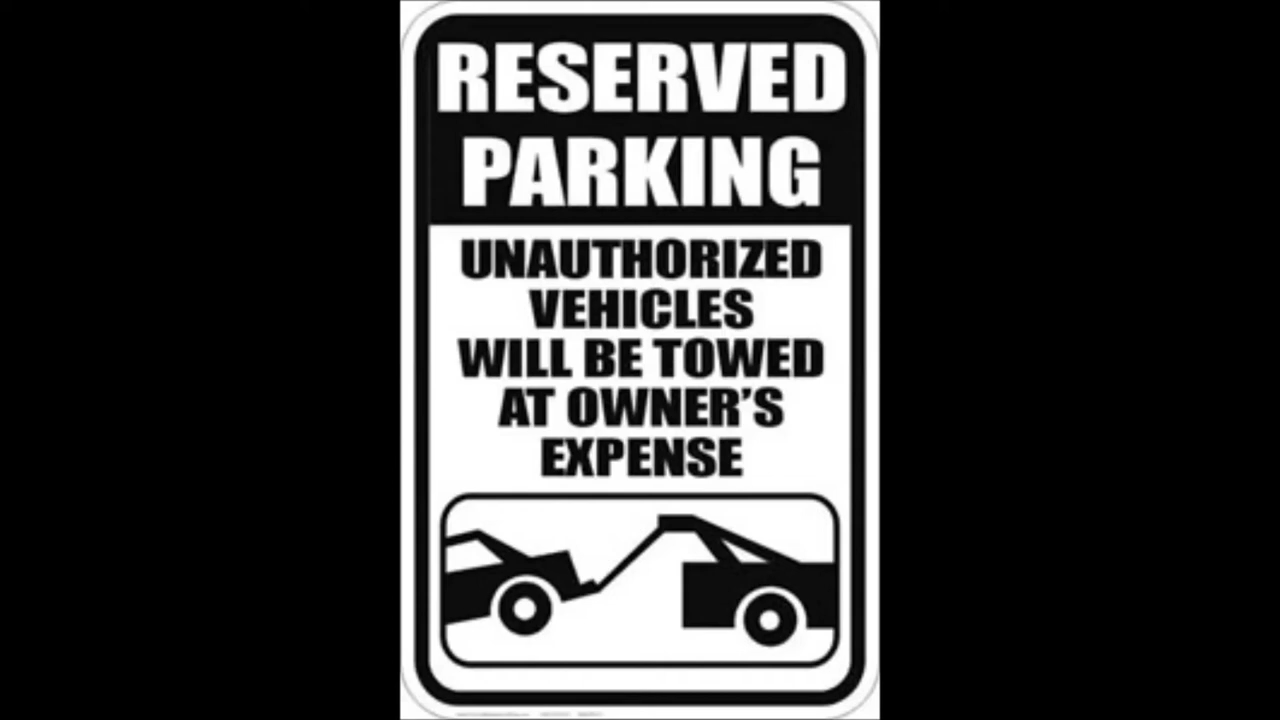 RESERVED
PARKING
UNAUTHORIZED
VEHICLES
WILL BE TOWED
AT OWNER'S
EXPENSE